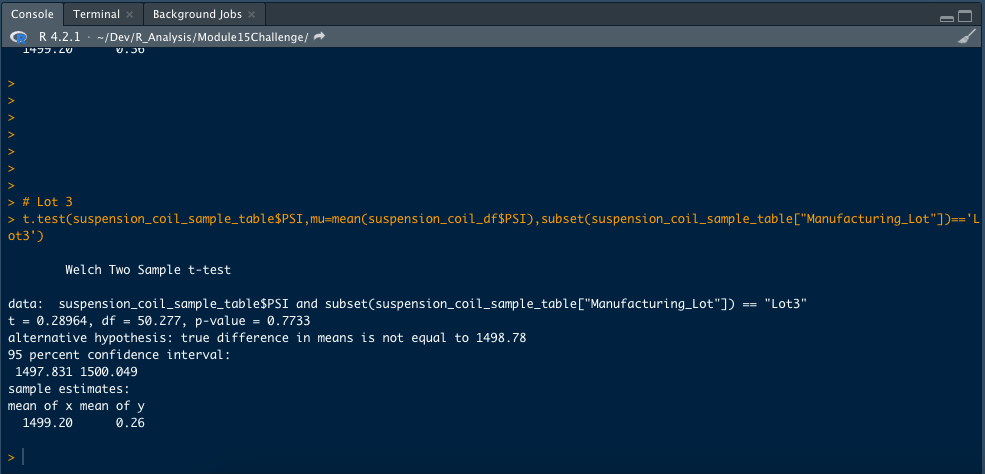 Console Terminal × Background Jobs ×
R 4.2.1 · ~/Dev/R_Analysis/Module15Challenge/
1499.20 0.36
>
>
>
>
>
>
>
> # Lot 3
> t.test(suspension_coil_sample_table$PSI,mu=mean(suspension_coil_df$PSI),subset(suspension_coil_sample_table["Manufacturing_Lot"])=='L
ot3')
Welch Two Sample t-test
data: suspension_coil_sample_table$PSI and subset(suspension_coil_sample_table["Manufacturing_Lot"]) == "Lot3"
t = 0.28964, df = 50.277, p-value = 0.7733
alternative hypothesis: true difference in means is not equal to 1498.78
95 percent confidence interval:
1497.831 1500.049
sample estimates:
mean of x mean of y
1499.20 0.26
>